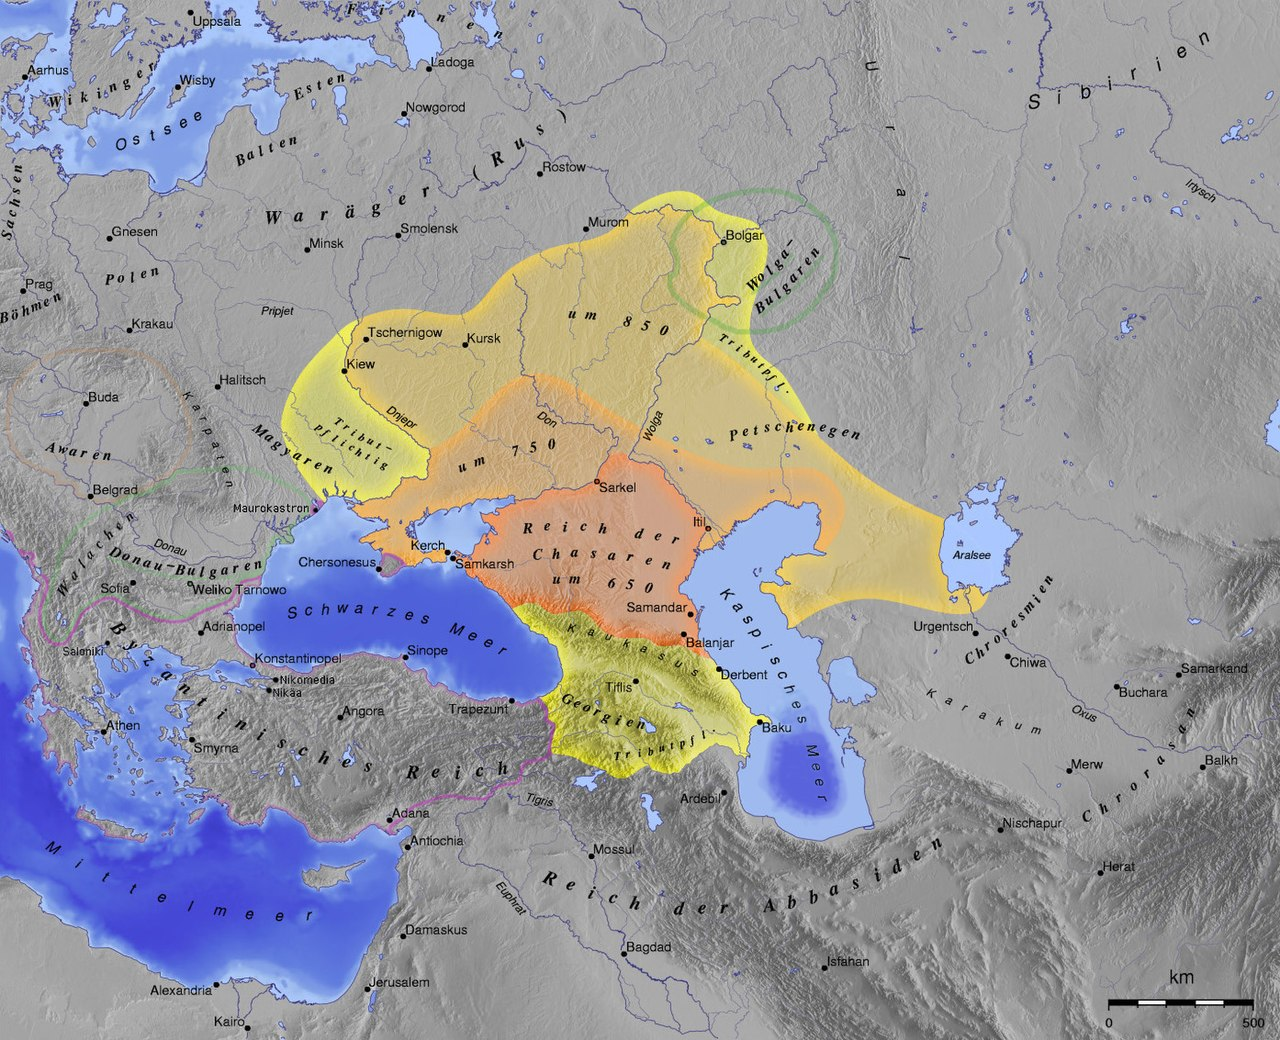 Finnen
Uppsala
Ladoga
Aarhus
Wikinger
Wisby
Esten
Nowgorod
Ostsee
Balten
Ural
Sibirien
Irtysch
Sachsen
Waräger (Rus)
Rostow
Gnesen
Minsk
Smolensk
Murom
Bolgar
Wolga-
Bulgaren
Polen
Prag
Böhmen
Krakau
Pripjet
Tschernigow
Kursk
um 850
Tributpfl.
Kiew
Halitsch
Buda
Karpaten
Awaren
Magyaren
Tribut-
pflichtig
Dnjepr
Don
um 750
Wolga
Petschenegen
Belgrad
Maurokastron
Sarkel
Itil
Aralsee
Walachen
Donau
Donau-Bulgaren
Sofia
Weliko Tarnowo
Chersonesus
Kerch
Samkarsh
Reich der
Chasaren
um 650
Samandar
Balanjar
Kaspisches Meer
Schwarzes Meer
Kaukasus
Derbent
Urgentsch
Chroresmien
Chiwa
Samarkand
Buchara
Karakum
Oxus
Adrianopel
Saloniki
Konstantinopel
Nikomedia
Nikäa
Sinope
Byzantinisches Reich
Angora
Trapezunt
Tiflis
Georgien
Tributpfl.
Baku
Athen
Smyrna
Ardebil
Merw
Balkh
Chorasan
Nischapur
Herat
Adana
Antiochia
Tigris
Mossul
Mittelmeer
Euphrat
Reich der Abbasiden
Damaskus
Bagdad
Isfahan
Jerusalem
Alexandria
Kairo
km
0 500